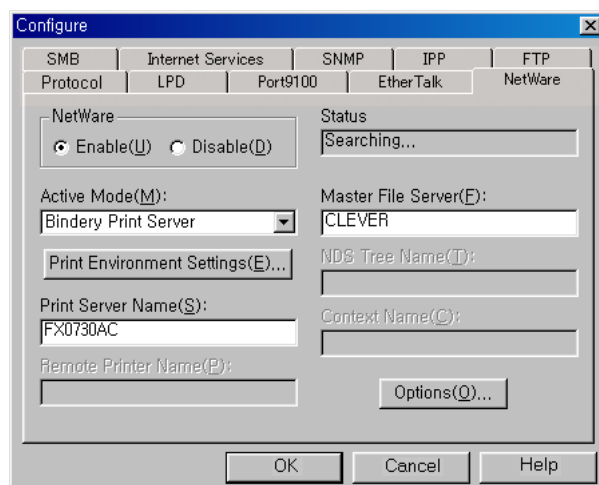 Configure
SMB Internet Services SNMP IPP FTP
Protocol LPD Port9100 EtherTalk NetWare
NetWare
Enable(U) Disable(D)
Status
Searching...
Active Mode(M):
Bindery Print Server
Master File Server(F):
CLEVER
Print Environment Settings(E)...
NDS Tree Name(T):
Print Server Name(S):
FX0730AC
Context Name(C):
Remote Printer Name(P):
Options(O)...
OK Cancel Help